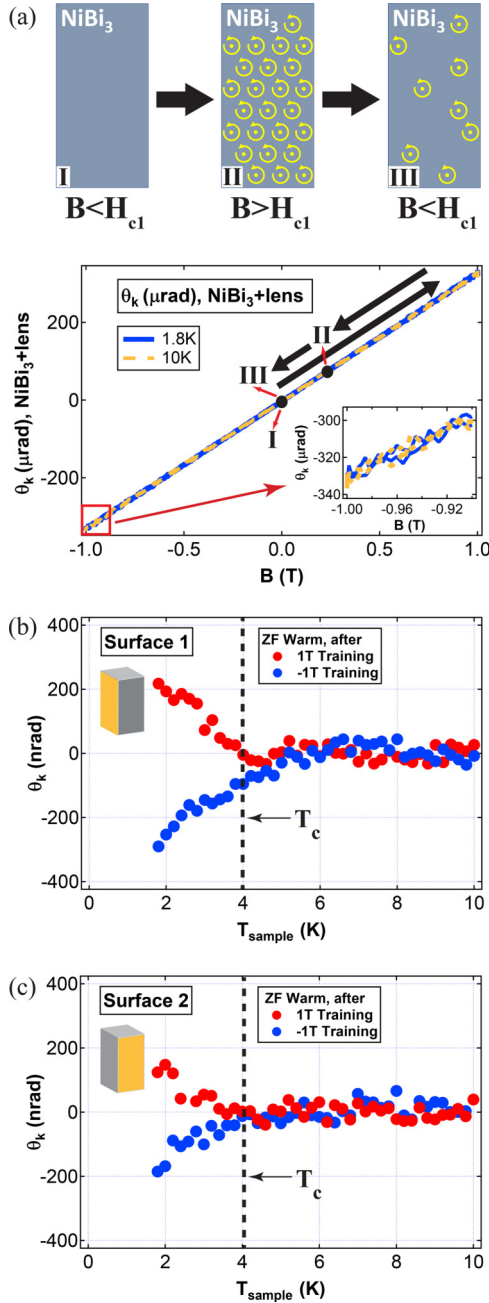 (a)
NiBi3 NiBi3 NiBi3
I II III
B<Hc1 B>Hc1 B<Hc1
θk (μrad), NiBi3+lens
1.8K
10K
θk (μrad), NiBi3+lens
200
0
-200
II
III
I
θk (μrad)
-300
-320
-340
-1.00 -0.96 -0.92
B (T)
-1.0 -0.5 0.0 0.5 1.0
B (T)
(b)
Surface 1
ZF Warm, after
1T Training
-1T Training
θk (nrad)
400
200
0
-200
-400
Tc
0 2 4 6 8 10
Tsample (K)
(c)
Surface 2
ZF Warm, after
1T Training
-1T Training
θk (nrad)
400
200
0
-200
-400
Tc
0 2 4 6 8 10
Tsample (K)